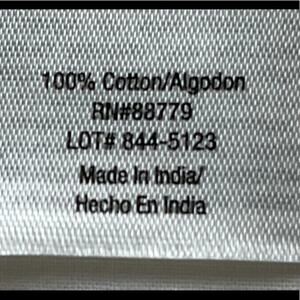 100% Cotton/Algodon
RN#88779
LOT# 844-5123
Made In India/
Hecho En India